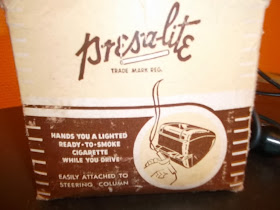 pres-a-lite
TRADE MARK REG.
HANDS YOU A LIGHTED
READY-TO-SMOKE
CIGARETTE
WHILE YOU DRIVE
EASILY ATTACHED TO
STEERING COLUMN